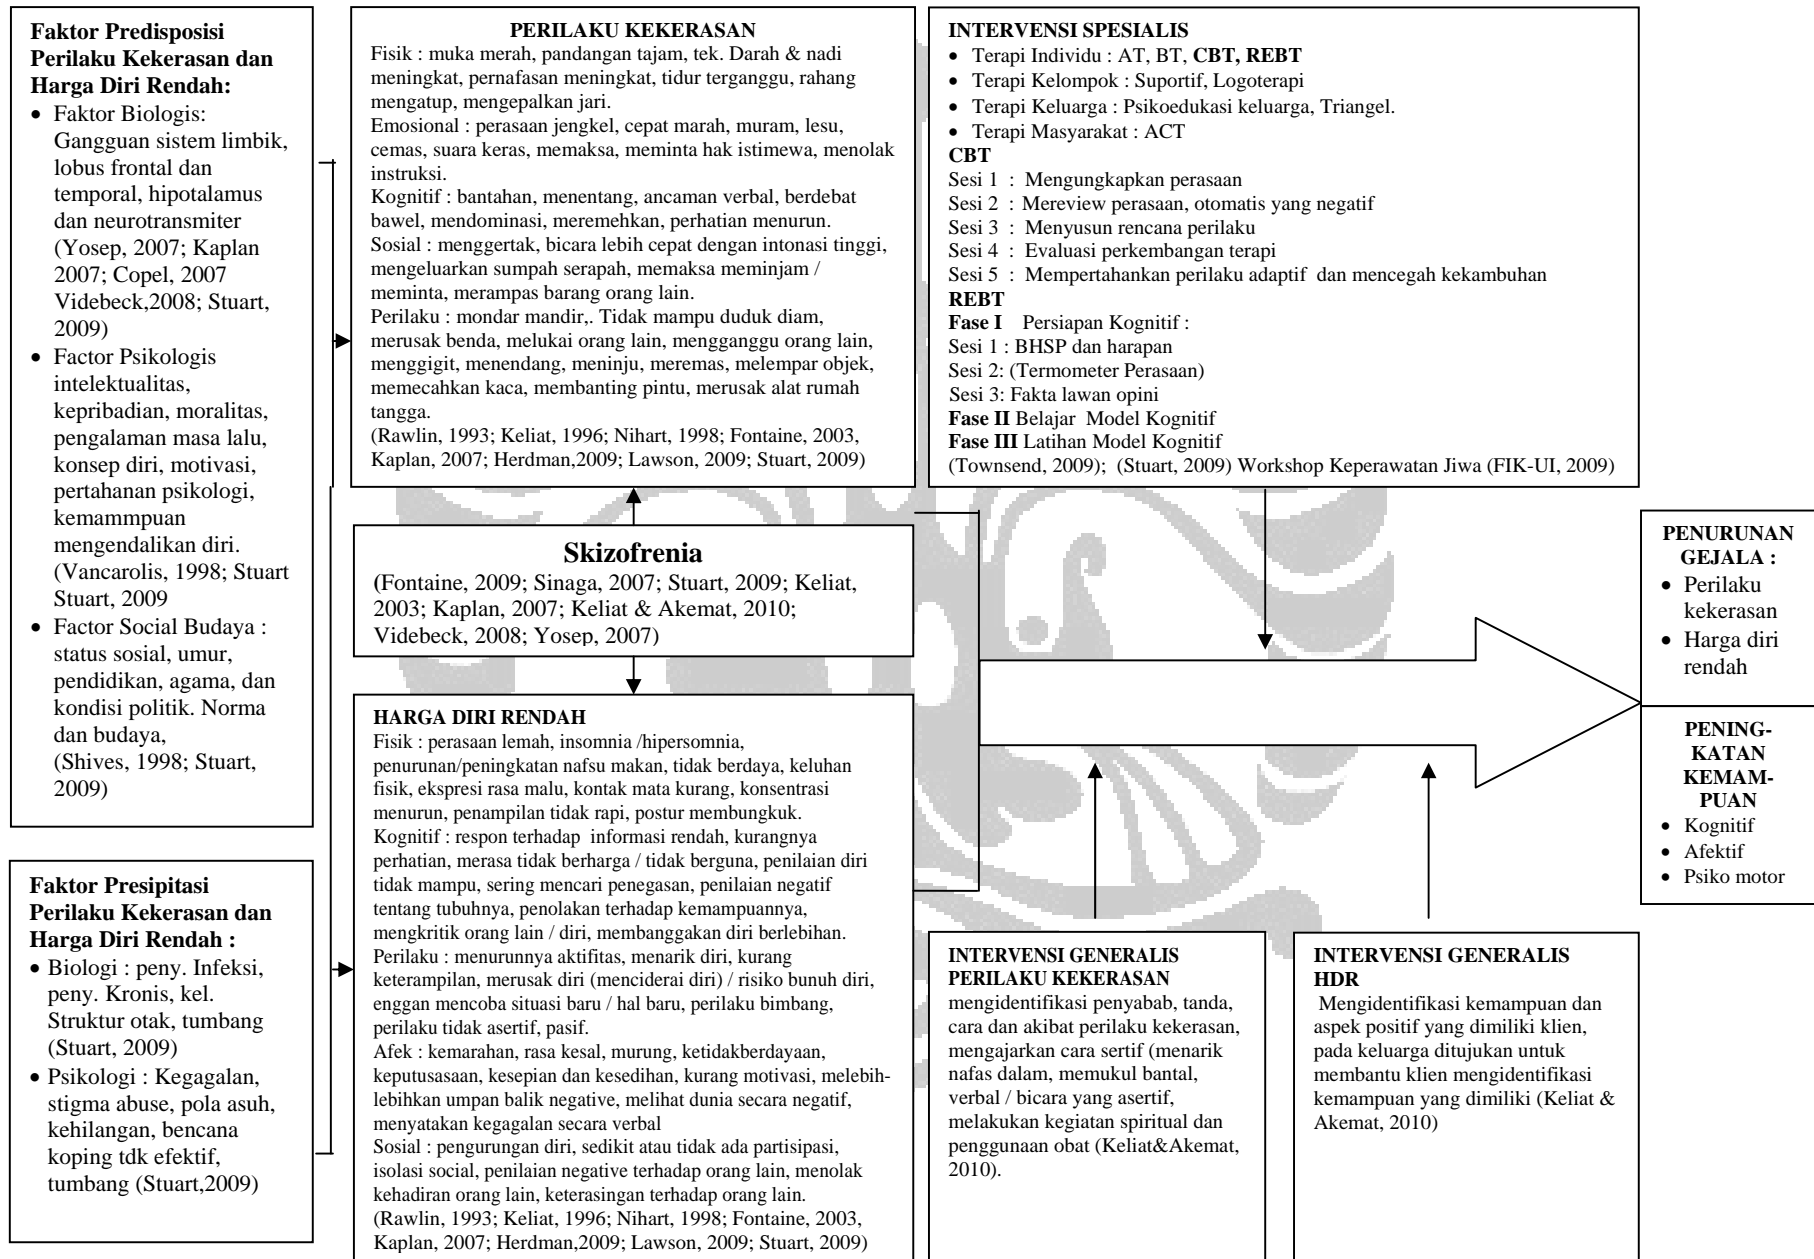 Faktor Predisposisi
Perilaku Kekerasan dan
Harga Diri Rendah:
• Faktor Biologis:
Gangguan sistem limbik,
lobus frontal dan
temporal, hipotalamus
dan neurotransmiter
(Yosep, 2007; Kaplan
2007; Copel, 2007
Videbeck,2008; Stuart,
2009)
• Factor Psikologis
intelektualitas,
kepribadian, moralitas,
pengalaman masa lalu,
konsep diri, motivasi,
pertahanan psikologi,
kemammpuan
mengendalikan diri.
(Vancarolis, 1998; Stuart
Stuart, 2009
• Factor Social Budaya :
status sosial, umur,
pendidikan, agama, dan
kondisi politik. Norma
dan budaya,
(Shives, 1998; Stuart,
2009)
Faktor Presipitasi
Perilaku Kekerasan dan
Harga Diri Rendah :
• Biologi : peny. Infeksi,
peny. Kronis, kel.
Struktur otak, tumbang
(Stuart, 2009)
• Psikologi : Kegagalan,
stigma abuse, pola asuh,
kehilangan, bencana
koping tdk efektif,
tumbang (Stuart,2009)
PERILAKU KEKERASAN
Fisik : muka merah, pandangan tajam, tek. Darah & nadi
meningkat, pernafasan meningkat, tidur terganggu, rahang
mengatup, mengepalkan jari.
Emosional : perasaan jengkel, cepat marah, muram, lesu,
cemas, suara keras, memaksa, meminta hak istimewa, menolak
instruksi.
Kognitif : bantahan, menentang, ancaman verbal, berdebat
bawel, mendominasi, meremehkan, perhatian menurun.
Sosial : menggertak, bicara lebih cepat dengan intonasi tinggi,
mengeluarkan sumpah serapah, memaksa meminjam /
meminta, merampas barang orang lain.
Perilaku : mondar mandir,. Tidak mampu duduk diam,
merusak benda, melukai orang lain, mengganggu orang lain,
menggigit, menendang, meninju, meremas, melempar objek,
memecahkan kaca, membanting pintu, merusak alat rumah
tangga.
(Rawlin, 1993; Keliat, 1996; Nihart, 1998; Fontaine, 2003,
Kaplan, 2007; Herdman,2009; Lawson, 2009; Stuart, 2009)
Skizofrenia
(Fontaine, 2009; Sinaga, 2007; Stuart, 2009; Keliat,
2003; Kaplan, 2007; Keliat & Akemat, 2010;
Videbeck, 2008; Yosep, 2007)
HARGA DIRI RENDAH
Fisik : perasaan lemah, insomnia /hipersomnia,
penurunan/peningkatan nafsu makan, tidak berdaya, keluhan
fisik, ekspresi rasa malu, kontak mata kurang, konsentrasi
menurun, penampilan tidak rapi, postur membungkuk.
Kognitif : respon terhadap informasi rendah, kurangnya
perhatian, merasa tidak berharga / tidak berguna, penilaian diri
tidak mampu, sering mencari penegasan, penilaian negatif
tentang tubuhnya, penolakan terhadap kemampuannya,
mengkritik orang lain / diri, membanggakan diri berlebihan.
Perilaku : menurunnya aktifitas, menarik diri, kurang
keterampilan, merusak diri (menciderai diri) / risiko bunuh diri,
enggan mencoba situasi baru / hal baru, perilaku bimbang,
perilaku tidak asertif, pasif.
Afek : kemarahan, rasa kesal, murung, ketidakberdayaan,
keputusasaan, kesepian dan kesedihan, kurang motivasi, melebih-
lebihkan umpan balik negative, melihat dunia secara negatif,
menyatakan kegagalan secara verbal
Sosial : pengurungan diri, sedikit atau tidak ada partisipasi,
isolasi social, penilaian negative terhadap orang lain, menolak
kehadiran orang lain, keterasingan terhadap orang lain.
(Rawlin, 1993; Keliat, 1996; Nihart, 1998; Fontaine, 2003,
Kaplan, 2007; Herdman,2009; Lawson, 2009; Stuart, 2009)
INTERVENSI SPESIALIS
• Terapi Individu : AT, BT, CBT, REBT
• Terapi Kelompok : Suportif, Logoterapi
• Terapi Keluarga : Psikoedukasi keluarga, Triangel.
• Terapi Masyarakat : ACT
CBT
Sesi 1 : Mengungkapkan perasaan
Sesi 2 : Mereview perasaan, otomatis yang negatif
Sesi 3 : Menyusun rencana perilaku
Sesi 4 : Evaluasi perkembangan terapi
Sesi 5 : Mempertahankan perilaku adaptif dan mencegah kekambuhan
REBT
Fase I Persiapan Kognitif :
Sesi 1 : BHSP dan harapan
Sesi 2: (Termometer Perasaan)
Sesi 3: Fakta lawan opini
Fase II Belajar Model Kognitif
Fase III Latihan Model Kognitif
(Townsend, 2009); (Stuart, 2009) Workshop Keperawatan Jiwa (FIK-UI, 2009)
INTERVENSI GENERALIS
PERILAKU KEKERASAN
mengidentifikasi penyabab, tanda,
cara dan akibat perilaku kekerasan,
mengajarkan cara sertif (menarik
nafas dalam, memukul bantal,
verbal / bicara yang asertif,
melakukan kegiatan spiritual dan
penggunaan obat (Keliat&Akemat,
2010).
INTERVENSI GENERALIS
HDR
Mengidentifikasi kemampuan dan
aspek positif yang dimiliki klien,
pada keluarga ditujukan untuk
membantu klien mengidentifikasi
kemampuan yang dimiliki (Keliat &
Akemat, 2010)
PENURUNAN
GEJALA :
• Perilaku
kekerasan
• Harga diri
rendah
PENING-
KATAN
KEMAM-
PUAN
• Kognitif
• Afektif
• Psiko motor